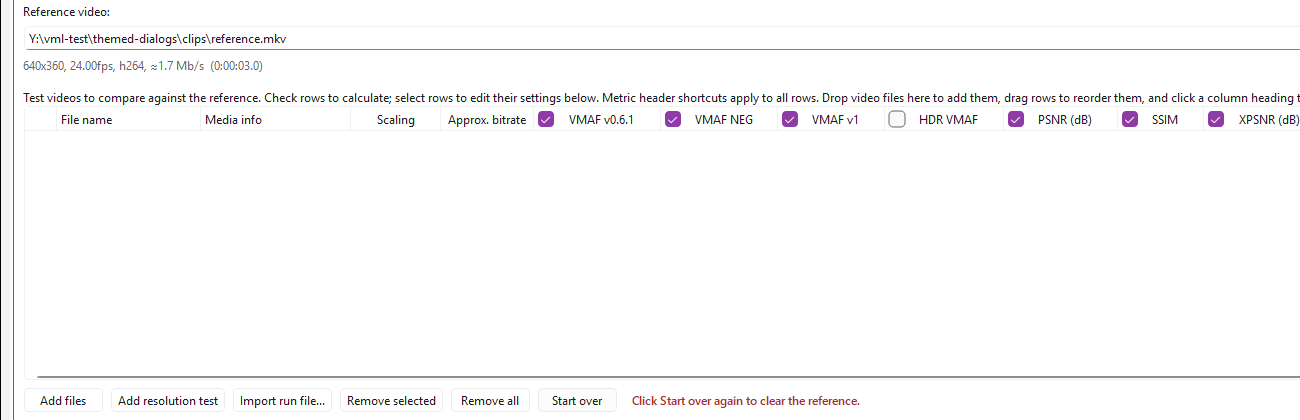 Reference video:
Y:\vml-test\themed-dialogs\clips\reference.mkv
640x360, 24.00fps, h264, ≈1.7 Mb/s (0:00:03.0)
Test videos to compare against the reference. Check rows to calculate; select rows to edit their settings below. Metric header shortcuts apply to all rows. Drop video files here to add them, drag rows to reorder them, and click a column heading t
File name Media info Scaling Approx. bitrate VMAF v0.6.1 VMAF NEG VMAF v1 HDR VMAF PSNR (dB) SSIM XPSNR (dB)
Add files Add resolution test Import run file... Remove selected Remove all Start over Click Start over again to clear the reference.